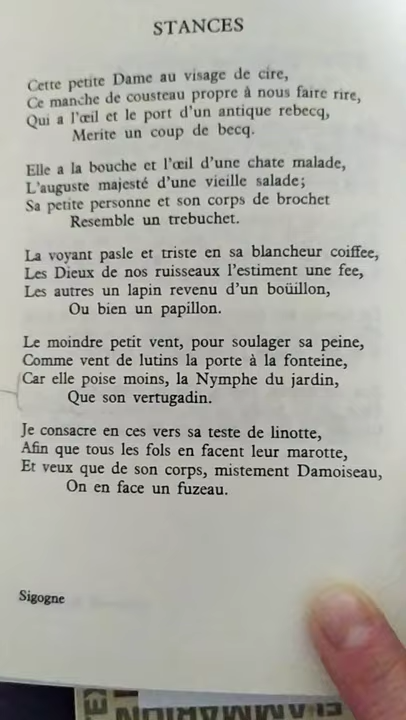 STANCES
Cette petite Dame au visage de cire,
Ce manche de cousteau propre à nous faire rire,
Qui a l'œil et le port d'un antique rebecq,
Merite un coup de becq.
Elle a la bouche et l'œil d'une chate malade,
L'auguste majesté d'une vieille salade;
Sa petite personne et son corps de brochet
Resemble un trebuchet.
La voyant pasle et triste en sa blancheur coiffee,
Les Dieux de nos ruisseaux l'estiment une fee,
Les autres un lapin revenu d'un boüillon,
Ou bien un papillon.
Le moindre petit vent, pour soulager sa peine,
Comme vent de lutins la porte à la fonteine,
Car elle poise moins, la Nymphe du jardin,
Que son vertugadin.
Je consacre en ces vers sa teste de linotte,
Afin que tous les fols en facent leur marotte,
Et veux que de son corps, mistement Damoiseau,
On en face un fuzeau.
Sigogne
FLAMMARION